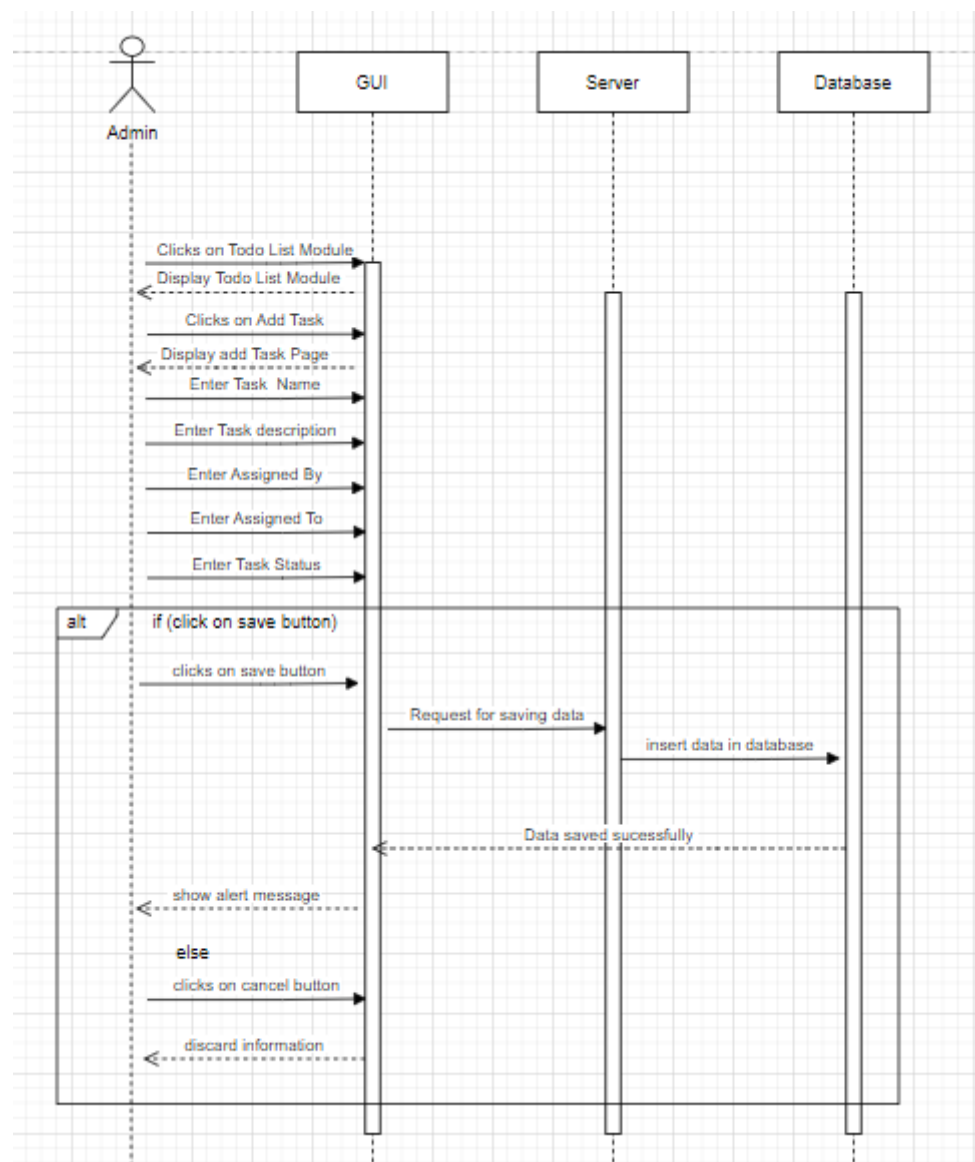 GUI
Server
Database
Admin
Clicks on Todo List Module
Display Todo List Module
Clicks on Add Task
Display add Task Page
Enter Task Name
Enter Task description
Enter Assigned By
Enter Assigned To
Enter Task Status
alt
if (click on save button)
clicks on save button
Request for saving data
insert data in database
Data saved sucessfully
show alert message
else
clicks on cancel button
discard information